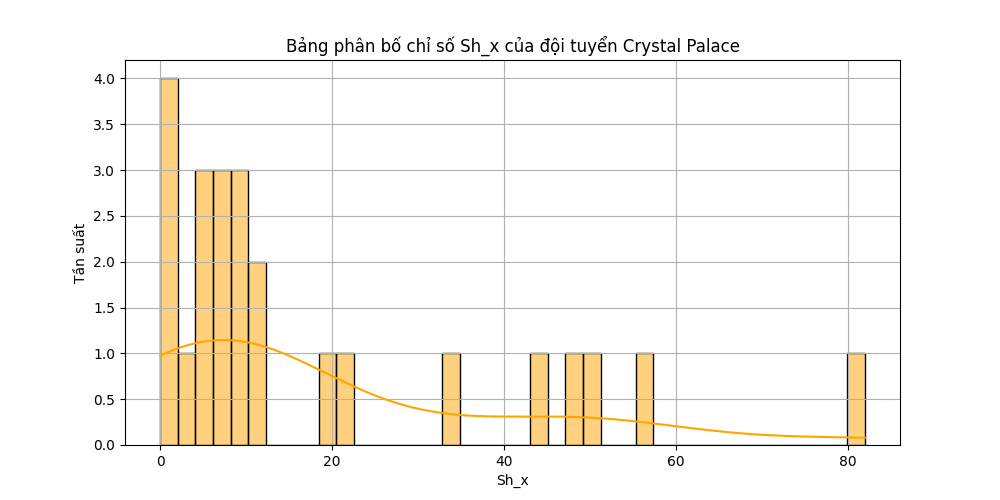 Bảng phân bố chỉ số Sh_x của đội tuyển Crystal Palace
4.0
3.5
3.0
2.5
2.0
1.5
1.0
0.5
0.0
Tần suất
0 20 40 60 80
Sh_x